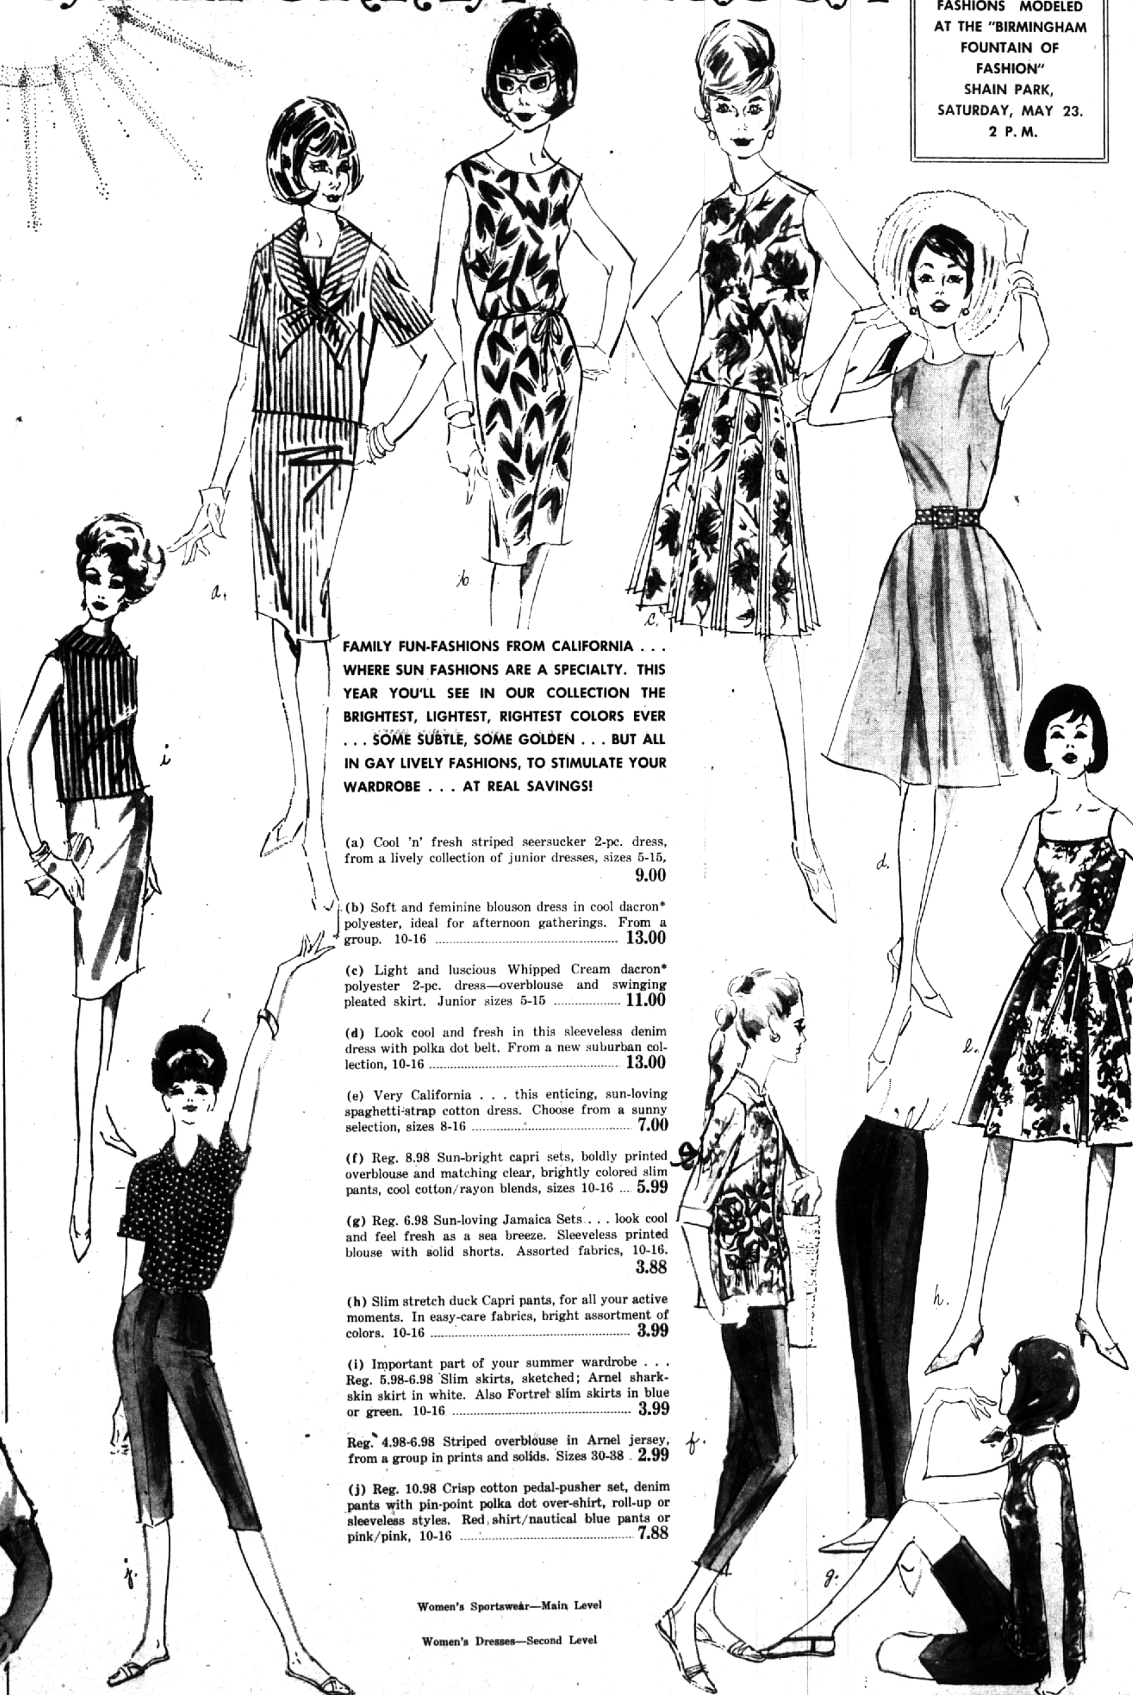 FASHIONS MODELED
AT THE "BIRMINGHAM
FOUNTAIN OF
FASHION"
SHAIN PARK,
SATURDAY, MAY 23.
2 P. M.
a.
b
c.
i
FAMILY FUN-FASHIONS FROM CALIFORNIA . . .
WHERE SUN FASHIONS ARE A SPECIALTY. THIS
YEAR YOU'LL SEE IN OUR COLLECTION THE
BRIGHTEST, LIGHTEST, RIGHTEST COLORS EVER
. . . SOME SUBTLE, SOME GOLDEN . . . BUT ALL
IN GAY LIVELY FASHIONS, TO STIMULATE YOUR
WARDROBE . . . AT REAL SAVINGS!
d.
(a) Cool 'n' fresh striped seersucker 2-pc. dress,
from a lively collection of junior dresses, sizes 5-15,
9.00
(b) Soft and feminine blouson dress in cool dacron*
polyester, ideal for afternoon gatherings. From a
group. 10-16 ........ 13.00
(c) Light and luscious Whipped Cream dacron*
polyester 2-pc. dress—overblouse and swinging
pleated skirt. Junior sizes 5-15 ........ 11.00
(d) Look cool and fresh in this sleeveless denim
dress with polka dot belt. From a new suburban col-
lection, 10-16 ........ 13.00
e.
(e) Very California . . . this enticing, sun-loving
spaghetti-strap cotton dress. Choose from a sunny
selection, sizes 8-16 ........ 7.00
(f) Reg. 8.98 Sun-bright capri sets, boldly printed
overblouse and matching clear, brightly colored slim
pants, cool cotton/rayon blends, sizes 10-16 ... 5.99
(g) Reg. 6.98 Sun-loving Jamaica Sets . . . look cool
and feel fresh as a sea breeze. Sleeveless printed
blouse with solid shorts. Assorted fabrics, 10-16.
3.88
h.
(h) Slim stretch duck Capri pants, for all your active
moments. In easy-care fabrics, bright assortment of
colors. 10-16 ........ 3.99
(i) Important part of your summer wardrobe . . .
Reg. 5.98-6.98 Slim skirts, sketched; Arnel shark-
skin skirt in white. Also Fortrel slim skirts in blue
or green. 10-16 ........ 3.99
Reg. 4.98-6.98 Striped overblouse in Arnel jersey,
from a group in prints and solids. Sizes 30-38 . 2.99
f.
(j) Reg. 10.98 Crisp cotton pedal-pusher set, denim
pants with pin-point polka dot over-shirt, roll-up or
sleeveless styles. Red shirt/nautical blue pants or
pink/pink, 10-16 ........ 7.88
j.
g.
Women's Sportswear—Main Level
Women's Dresses—Second Level